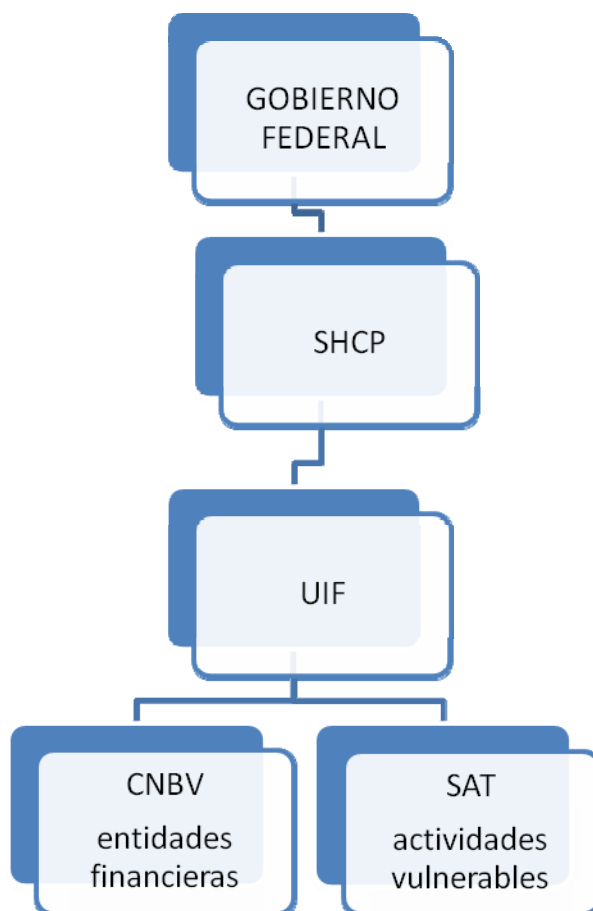 GOBIERNO
FEDERAL
SHCP
UIF
CNBV
entidades
financieras
SAT
actividades
vulnerables